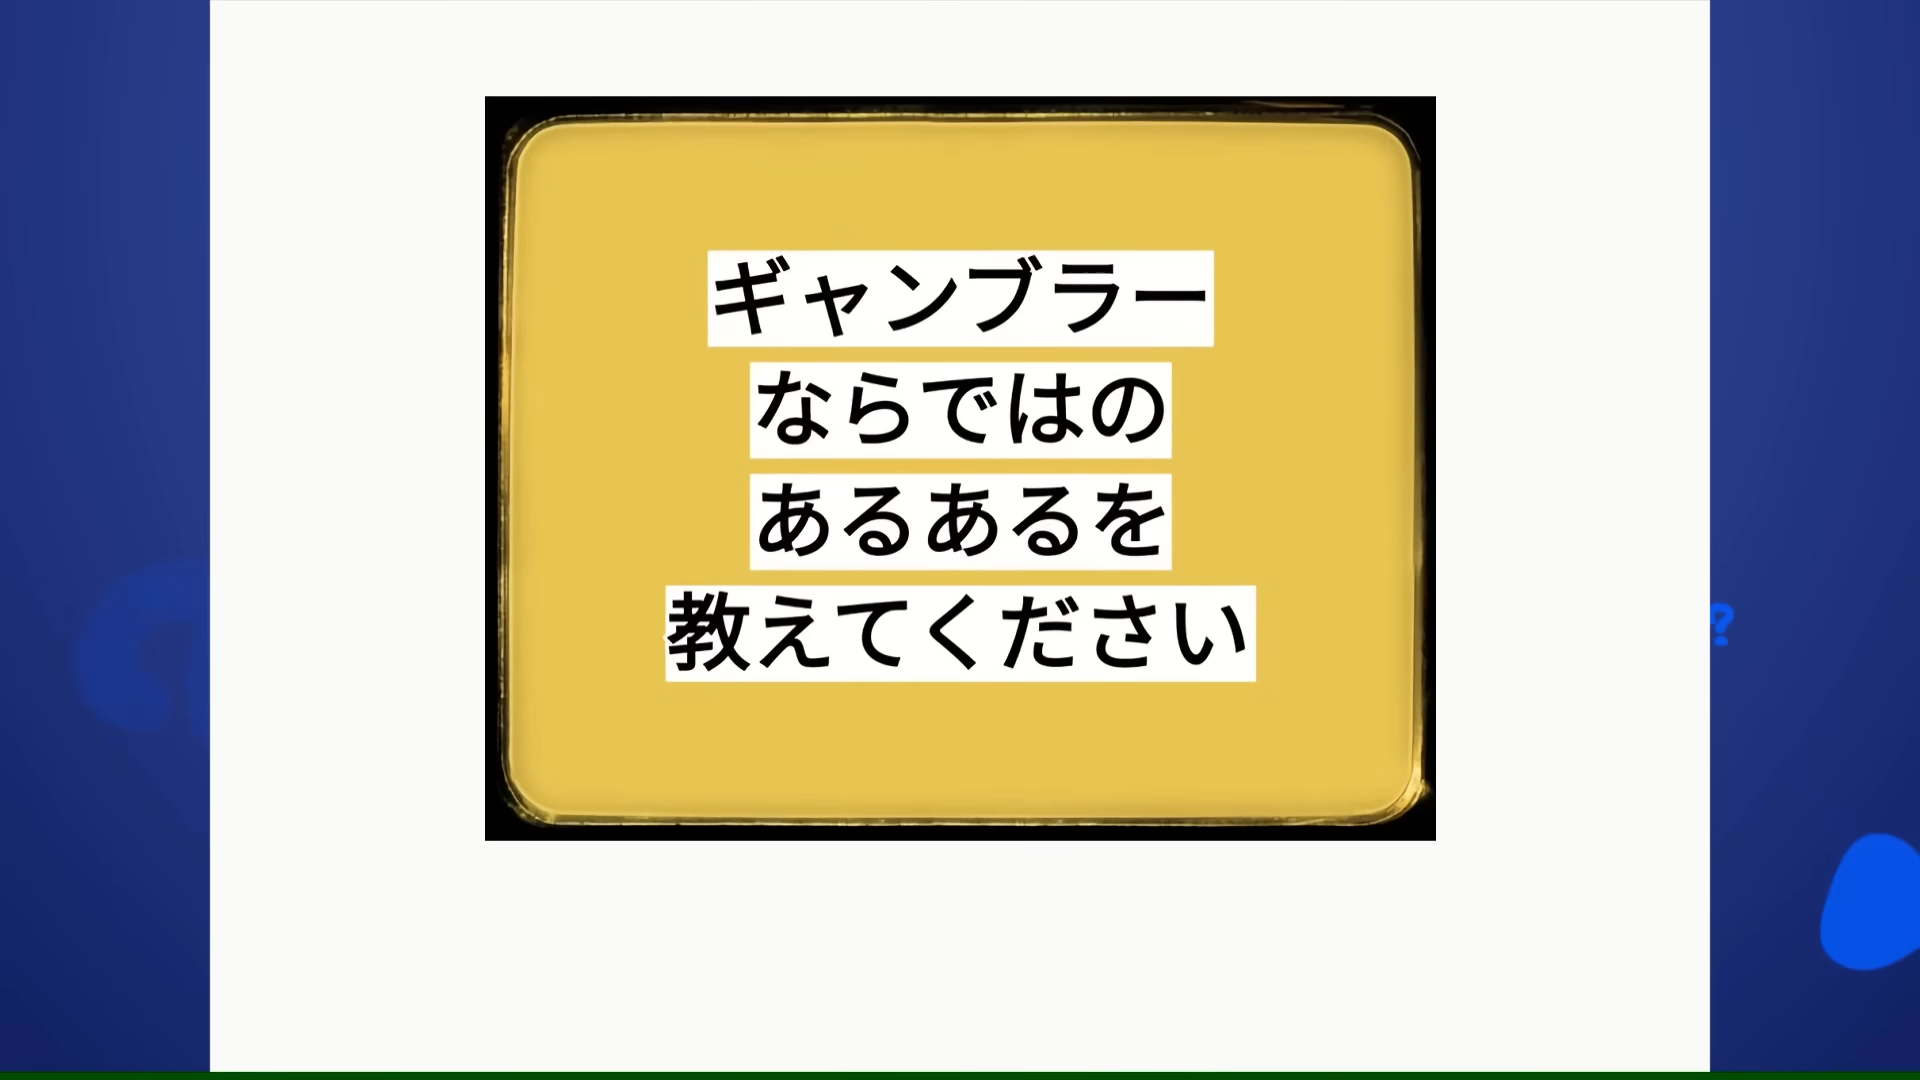 ギャンブラー
ならではの
あるあるを
教えてください
?